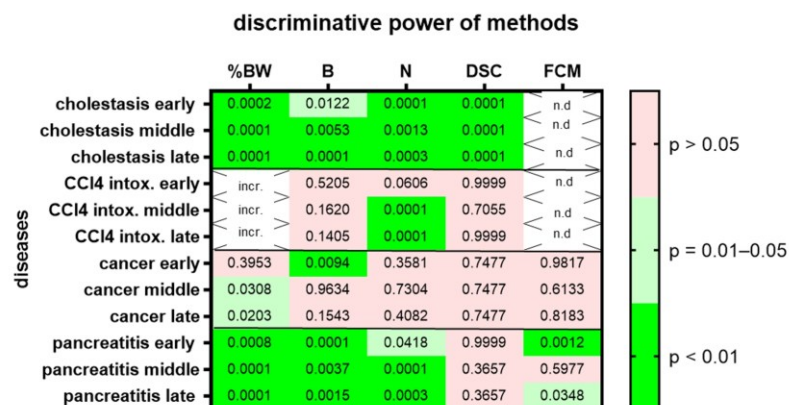 discriminative power of methods
%BW B N DSC FCM
cholestasis early 0.0002 0.0122 0.0001 0.0001 n.d
cholestasis middle 0.0001 0.0053 0.0013 0.0001 n.d
cholestasis late 0.0001 0.0001 0.0003 0.0001 n.d
CCl4 intox. early incr. 0.5205 0.0606 0.9999 n.d
CCl4 intox. middle incr. 0.1620 0.0001 0.7055 n.d
CCl4 intox. late incr. 0.1405 0.0001 0.9999 n.d
cancer early 0.3953 0.0094 0.3581 0.7477 0.9817
cancer middle 0.0308 0.9634 0.7304 0.7477 0.6133
cancer late 0.0203 0.1543 0.4082 0.7477 0.8183
pancreatitis early 0.0008 0.0001 0.0418 0.9999 0.0012
pancreatitis middle 0.0001 0.0037 0.0001 0.3657 0.5977
pancreatitis late 0.0001 0.0015 0.0003 0.3657 0.0348
diseases
p > 0.05
p = 0.01–0.05
p < 0.01